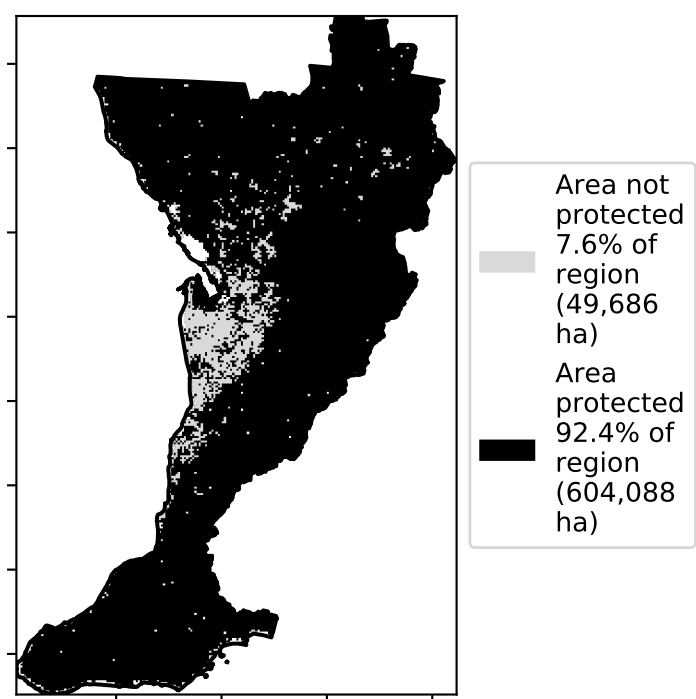 Area not
protected
7.6% of
region
(49,686
ha)
Area
protected
92.4% of
region
(604,088
ha)